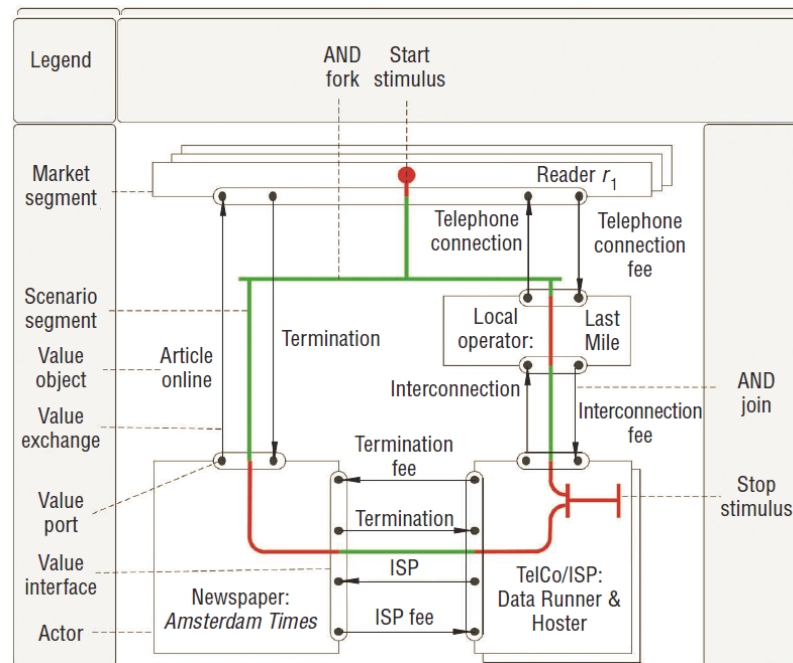 Legend
AND
fork
Start
stimulus
Market
segment
Reader r1
Telephone
connection
Telephone
connection
fee
Scenario
segment
Value
object
Article
online
Termination
Local
operator:
Last
Mile
Value
exchange
Interconnection
Interconnection
fee
AND
join
Termination
fee
Value
port
Termination
Stop
stimulus
Value
interface
ISP
Newspaper:
Amsterdam Times
TelCo/ISP:
Data Runner &
Hoster
Actor
ISP fee